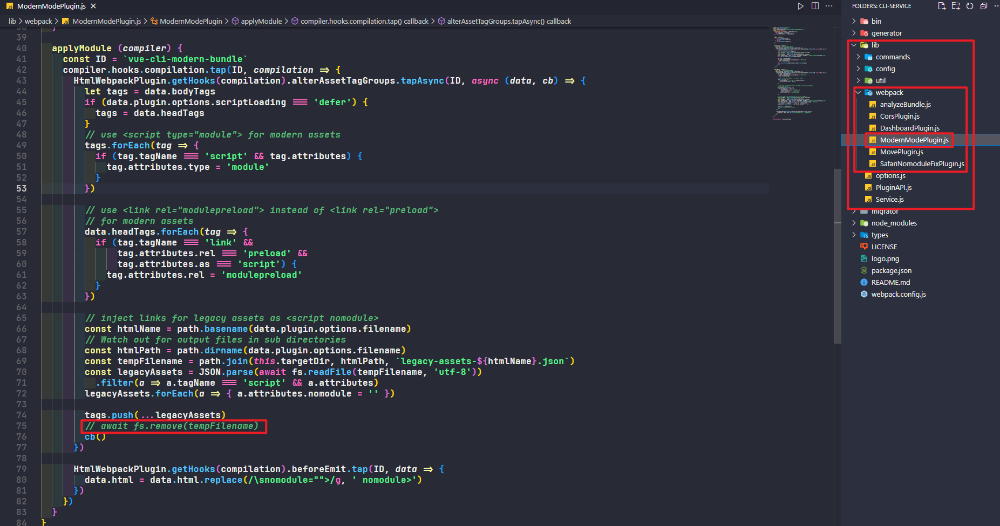 ModernModePlugin.js
lib > webpack > ModernModePlugin.js > ModernModePlugin > applyModule > compiler.hooks.compilation.tap() callback > alterAssetTagGroups.tapAsync() callback
38 }
39
40 applyModule (compiler) {
41 const ID = `vue-cli-modern-bundle`
42 compiler.hooks.compilation.tap(ID, compilation => {
43 HtmlWebpackPlugin.getHooks(compilation).alterAssetTagGroups.tapAsync(ID, async (data, cb) => {
44 let tags = data.bodyTags
45 if (data.plugin.options.scriptLoading === 'defer') {
46 tags = data.headTags
47 }
48 // use <script type="module"> for modern assets
49 tags.forEach(tag => {
50 if (tag.tagName === 'script' && tag.attributes) {
51 tag.attributes.type = 'module'
52 }
53 })
54
55 // use <link rel="modulepreload"> instead of <link rel="preload">
56 // for modern assets
57 data.headTags.forEach(tag => {
58 if (tag.tagName === 'link' &&
59 tag.attributes.rel === 'preload' &&
60 tag.attributes.as === 'script') {
61 tag.attributes.rel = 'modulepreload'
62 }
63 })
64
65 // inject links for legacy assets as <script nomodule>
66 const htmlName = path.basename(data.plugin.options.filename)
67 // Watch out for output files in sub directories
68 const htmlPath = path.dirname(data.plugin.options.filename)
69 const tempFilename = path.join(this.targetDir, htmlPath, `legacy-assets-${htmlName}.json`)
70 const legacyAssets = JSON.parse(await fs.readFile(tempFilename, 'utf-8'))
71 .filter(a => a.tagName === 'script' && a.attributes)
72 legacyAssets.forEach(a => { a.attributes.nomodule = '' })
73
74 tags.push(...legacyAssets)
75 // await fs.remove(tempFilename)
76 cb()
77 })
78
79 HtmlWebpackPlugin.getHooks(compilation).beforeEmit.tap(ID, data => {
80 data.html = data.html.replace(/\snomodule="">/g, ' nomodule>')
81 })
82 })
83 }
84 }
FOLDERS: CLI-SERVICE
bin
generator
lib
commands
config
util
webpack
analyzeBundle.js
CorsPlugin.js
DashboardPlugin.js
ModernModePlugin.js
MovePlugin.js
SafariNomoduleFixPlugin.js
options.js
PluginAPI.js
Service.js
migrator
node_modules
types
LICENSE
logo.png
package.json
README.md
webpack.config.js